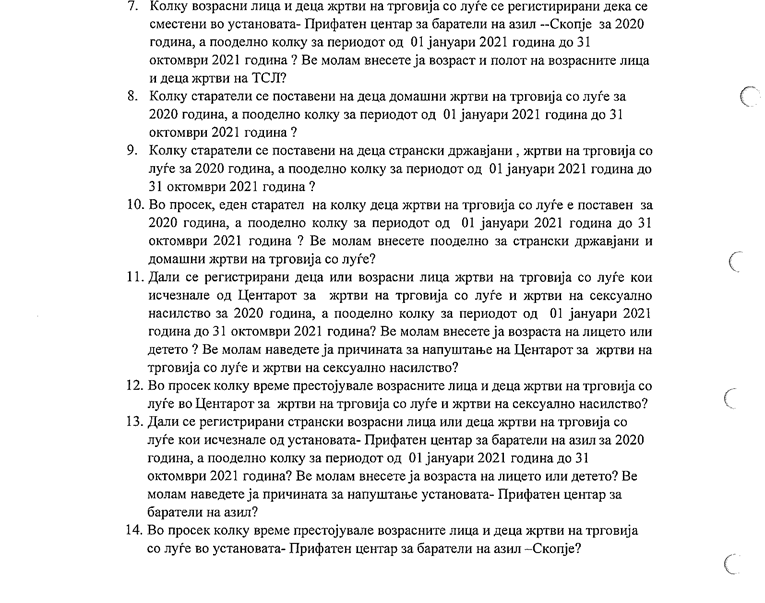 7. Колку возрасни лица и деца жртви на трговија со луѓе се регистирирани дека се
сместени во установата- Прифатен центар за баратели на азил --Скопје за 2020
година, а пооделно колку за периодот од 01 јануари 2021 година до 31
октомври 2021 година ? Ве молам внесете ја возраст и полот на возрасните лица
и деца жртви на ТСЛ?
8. Колку старатели се поставени на деца домашни жртви на трговија со луѓе за
2020 година, а пооделно колку за периодот од 01 јануари 2021 година до 31
октомври 2021 година ?
9. Колку старатели се поставени на деца странски државјани , жртви на трговија со
луѓе за 2020 година, а пооделно колку за периодот од 01 јануари 2021 година до
31 октомври 2021 година ?
10. Во просек, еден старател на колку деца жртви на трговија со луѓе е поставен за
2020 година, а пооделно колку за периодот од 01 јануари 2021 година до 31
октомври 2021 година ? Ве молам внесете пооделно за странски државјани и
домашни жртви на трговија со луѓе?
11. Дали се регистрирани деца или возрасни лица жртви на трговија со луѓе кои
исчезнале од Центарот за жртви на трговија со луѓе и жртви на сексуално
насилство за 2020 година, а пооделно колку за периодот од 01 јануари 2021
година до 31 октомври 2021 година? Ве молам внесете ја возраста на лицето или
детето ? Ве молам наведете ја причината за напуштање на Центарот за жртви на
трговија со луѓе и жртви на сексуално насилство?
12. Во просек колку време престојувале возрасните лица и деца жртви на трговија со
луѓе во Центарот за жртви на трговија со луѓе и жртви на сексуално насилство?
13. Дали се регистрирани странски возрасни лица или деца жртви на трговија со
луѓе кои исчезнале од установата- Прифатен центар за баратели на азил за 2020
година, а пооделно колку за периодот од 01 јануари 2021 година до 31
октомври 2021 година? Ве молам внесете ја возраста на лицето или детето? Ве
молам наведете ја причината за напуштање установата- Прифатен центар за
баратели на азил?
14. Во просек колку време престојувале возрасните лица и деца жртви на трговија
со луѓе во установата- Прифатен центар за баратели на азил –Скопје?